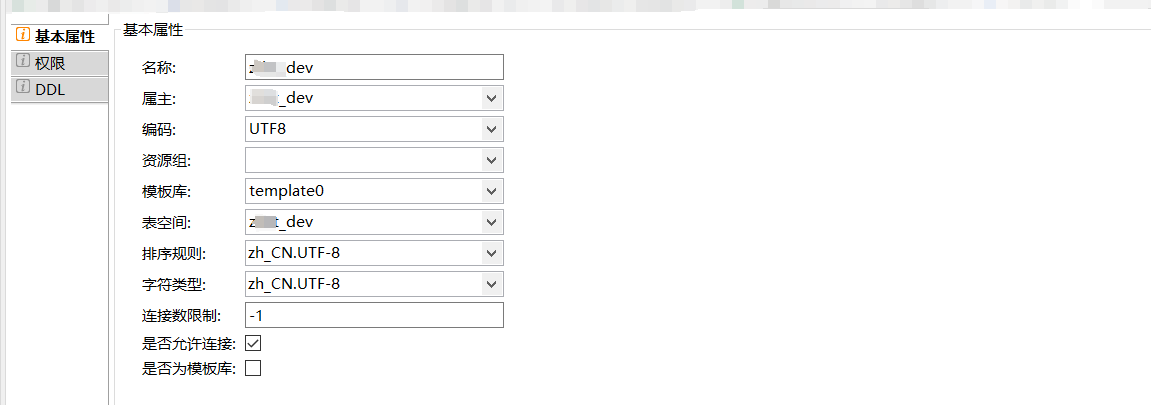 基本属性
权限
DDL
基本属性
名称: _dev
属主: _dev
编码: UTF8
资源组:
模板库: template0
表空间: _dev
排序规则: zh_CN.UTF-8
字符类型: zh_CN.UTF-8
连接数限制: -1
是否允许连接:
是否为模板库: